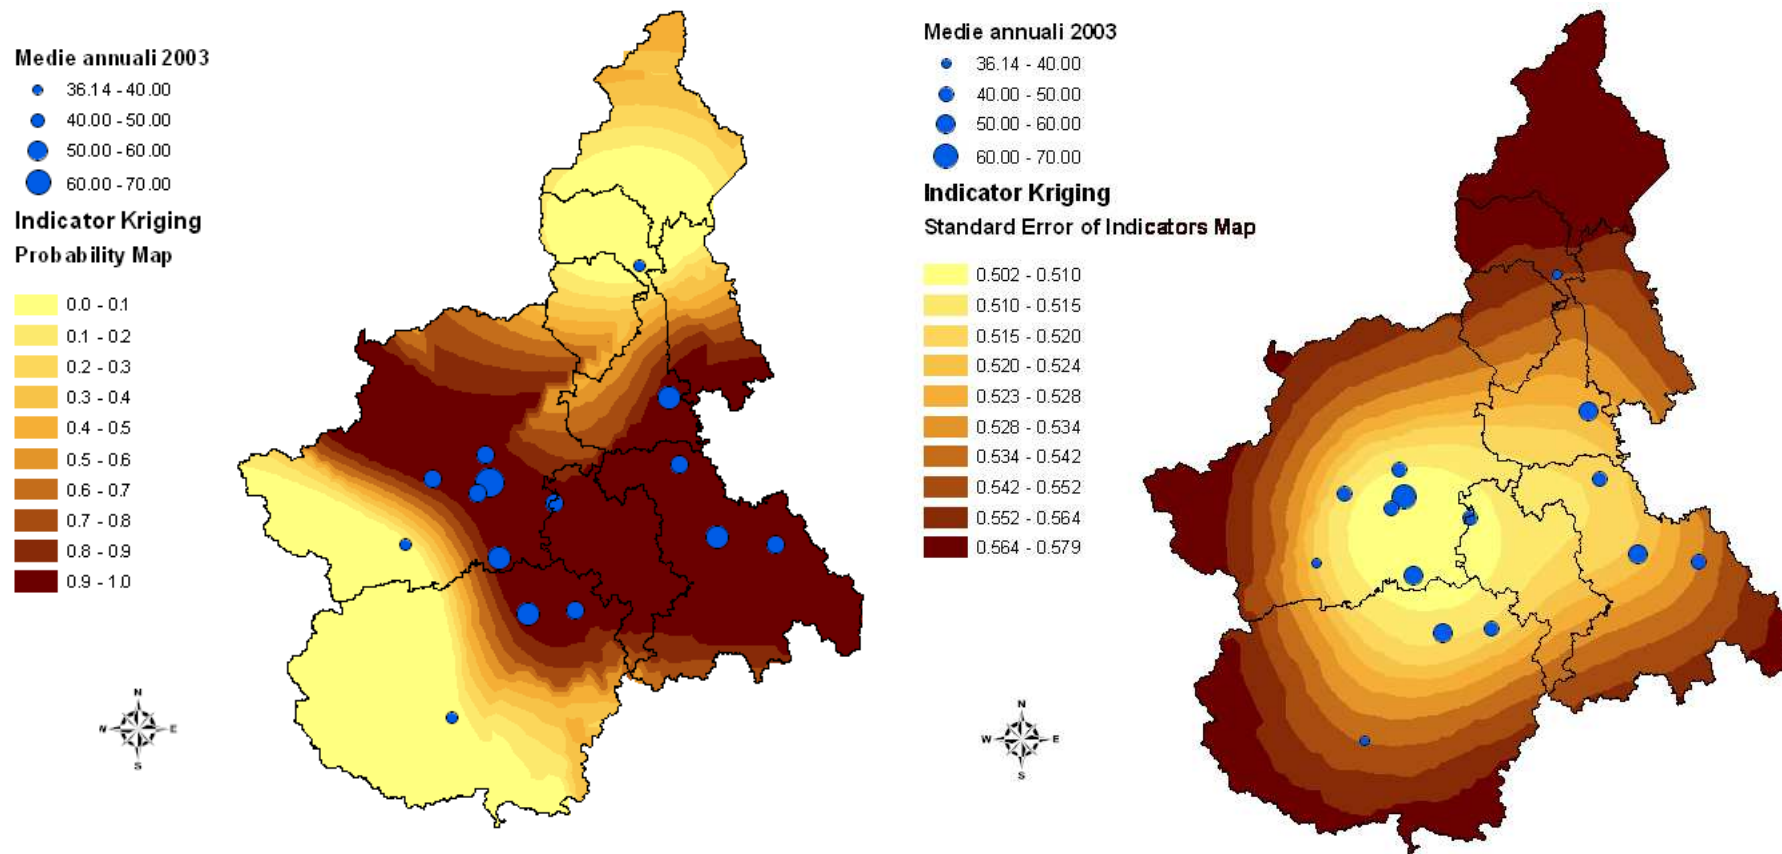 Medie annuali 2003
36.14 - 40.00
40.00 - 50.00
50.00 - 60.00
60.00 - 70.00
Indicator Kriging
Probability Map
0.0 - 0.1
0.1 - 0.2
0.2 - 0.3
0.3 - 0.4
0.4 - 0.5
0.5 - 0.6
0.6 - 0.7
0.7 - 0.8
0.8 - 0.9
0.9 - 1.0
N
W E
S
Medie annuali 2003
36.14 - 40.00
40.00 - 50.00
50.00 - 60.00
60.00 - 70.00
Indicator Kriging
Standard Error of Indicators Map
0.502 - 0.510
0.510 - 0.515
0.515 - 0.520
0.520 - 0.524
0.523 - 0.528
0.528 - 0.534
0.534 - 0.542
0.542 - 0.552
0.552 - 0.564
0.564 - 0.579
N
W E
S